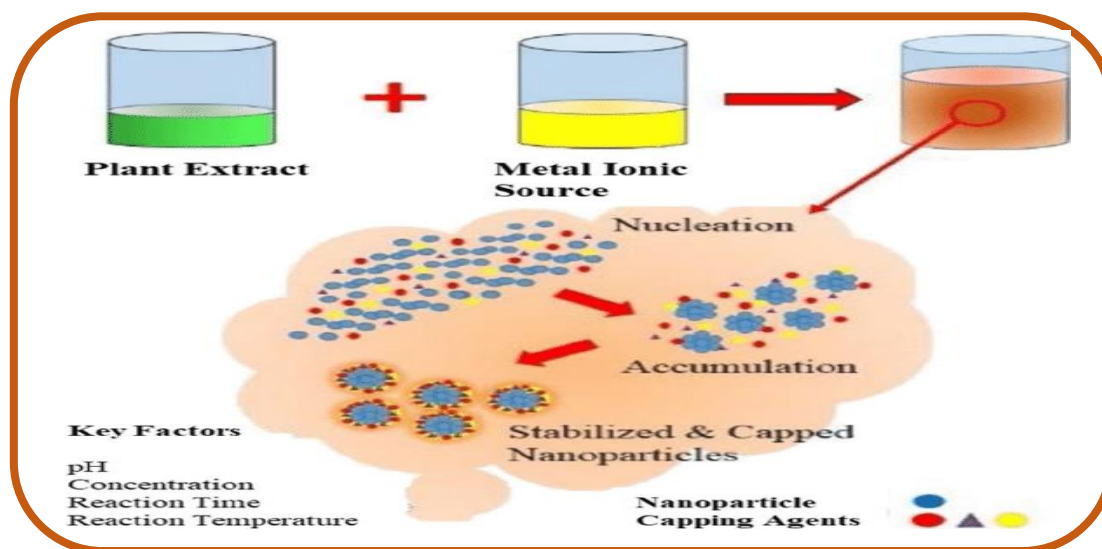 Plant Extract
Metal Ionic
Source
Nucleation
Accumulation
Stabilized & Capped
Nanoparticles
Key Factors
pH
Concentration
Reaction Time
Reaction Temperature
Nanoparticle
Capping Agents